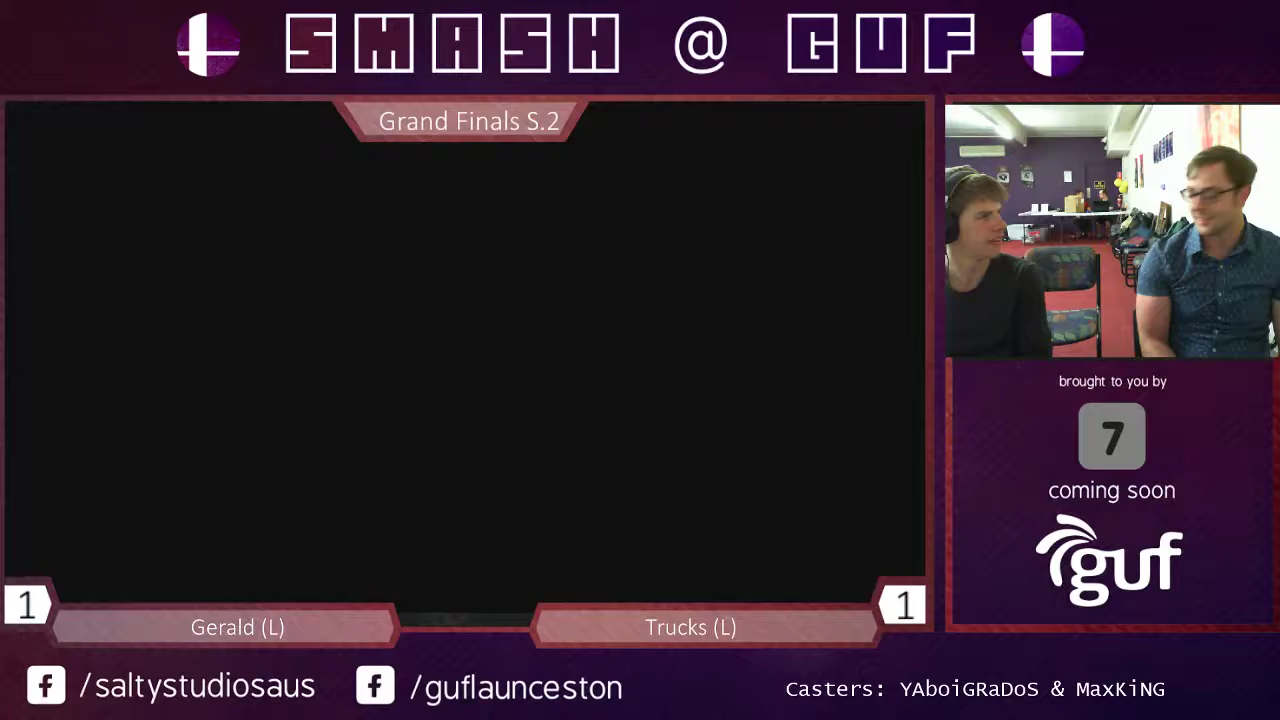 SMASH @ GUF
Grand Finals S.2
brought to you by
7
coming soon
guf
1
Gerald (L)
Trucks (L)
1
/saltystudiosaus
/guflaunceston
Casters: YAboiGRaDoS & MaxKiNG